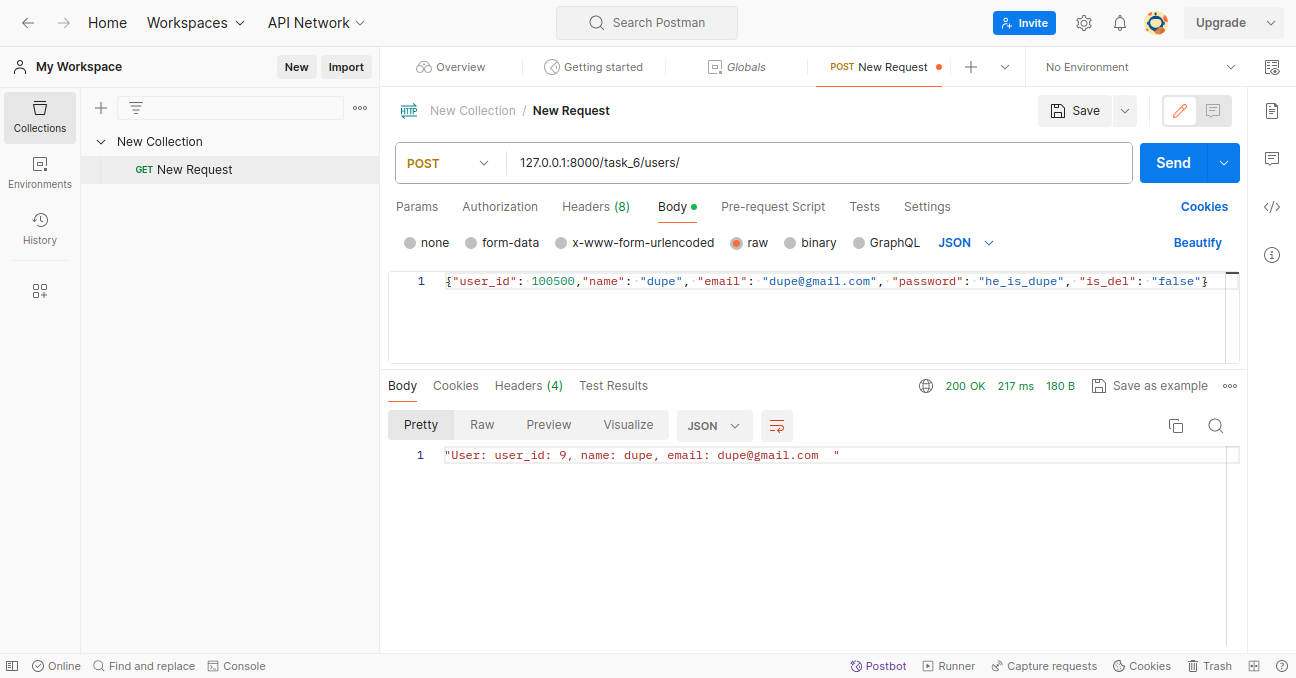 Home Workspaces API Network Search Postman Invite Upgrade
My Workspace New Import Overview Getting started Globals POST New Request No Environment
Collections
Environments
History
New Collection
GET New Request
HTTP New Collection / New Request Save
POST 127.0.0.1:8000/task_6/users/ Send
Params Authorization Headers (8) Body Pre-request Script Tests Settings Cookies
none form-data x-www-form-urlencoded raw binary GraphQL JSON Beautify
1 {"user_id": 100500,"name": "dupe", "email": "dupe@gmail.com", "password": "he_is_dupe", "is_del": "false"}
Body Cookies Headers (4) Test Results 200 OK 217 ms 180 B Save as example
Pretty Raw Preview Visualize JSON
1 "User: user_id: 9, name: dupe, email: dupe@gmail.com  "
Online Find and replace Console Postbot Runner Capture requests Cookies Trash